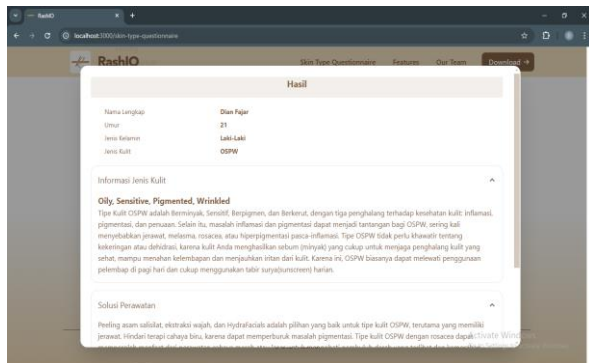 RashIQ
localhost:3000/skin-type-questionnaire
RashIQ Skin Type Questionnaire Features Our Team Download →
Hasil
Nama Lengkap Dian Fajar
Umur 21
Jenis Kelamin Laki-Laki
Jenis Kulit OSPW
Informasi Jenis Kulit
Oily, Sensitive, Pigmented, Wrinkled
Tipe Kulit OSPW adalah Berminyak, Sensitif, Berpigmen, dan Berkerut, dengan tiga penghalang terhadap kesehatan kulit: inflamasi,
pigmentasi, dan penuaan. Selain itu, masalah inflamasi dan pigmentasi dapat menjadi tantangan bagi OSPW, sering kali
menyebabkan jerawat, melasma, rosacea, atau hiperpigmentasi pasca-inflamasi. Tipe OSPW tidak perlu khawatir tentang
kekeringan atau dehidrasi, karena kulit Anda menghasilkan sebum (minyak) yang cukup untuk menjaga penghalang kulit yang
sehat, mampu menahan kelembapan dan menjauhkan iritan dari kulit. Karena ini, OSPW biasanya dapat melewati penggunaan
pelembap di pagi hari dan cukup menggunakan tabir surya(sunscreen) harian.
Solusi Perawatan
Peeling asam salisilat, ekstraksi wajah, dan Hydrafacials adalah pilihan yang baik untuk tipe kulit OSPW, terutama yang memiliki
jerawat. Hindari terapi cahaya biru, karena dapat memperburuk masalah pigmentasi. Tipe OSPW dengan rosacea dapat
Activate Windows